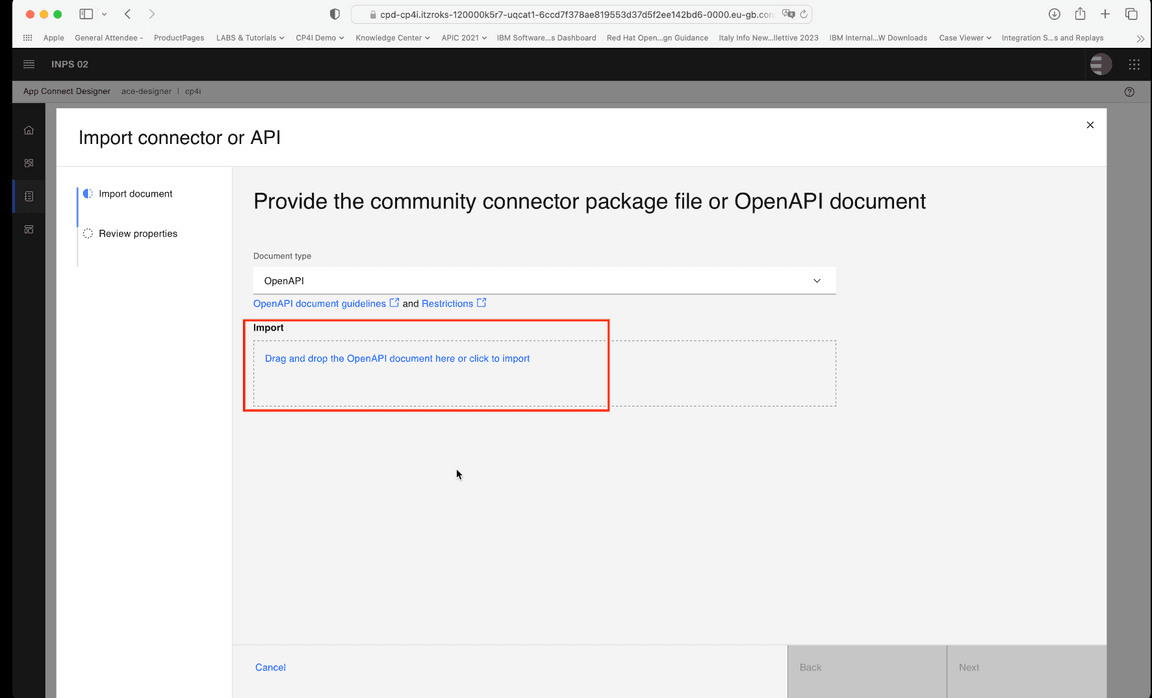 cpd-cp4i.itzroks-120000k5r7-uqcat1-6ccd7f378ae819553d37d5f2ee142bd6-0000.eu-gb.con
Apple General Attendee - ProductPages LABS & Tutorials CP4I Demo Knowledge Center APIC 2021 IBM Software...s Dashboard Red Hat Open...gn Guidance Italy Info New...llettive 2023 IBM Internal...W Downloads Case Viewer Integration S...s and Replays
INPS 02
App Connect Designer ace-designer | cp4i
Import connector or API
Import document
Review properties
Provide the community connector package file or OpenAPI document
Document type
OpenAPI
OpenAPI document guidelines and Restrictions
Import
Drag and drop the OpenAPI document here or click to import
Cancel Back Next